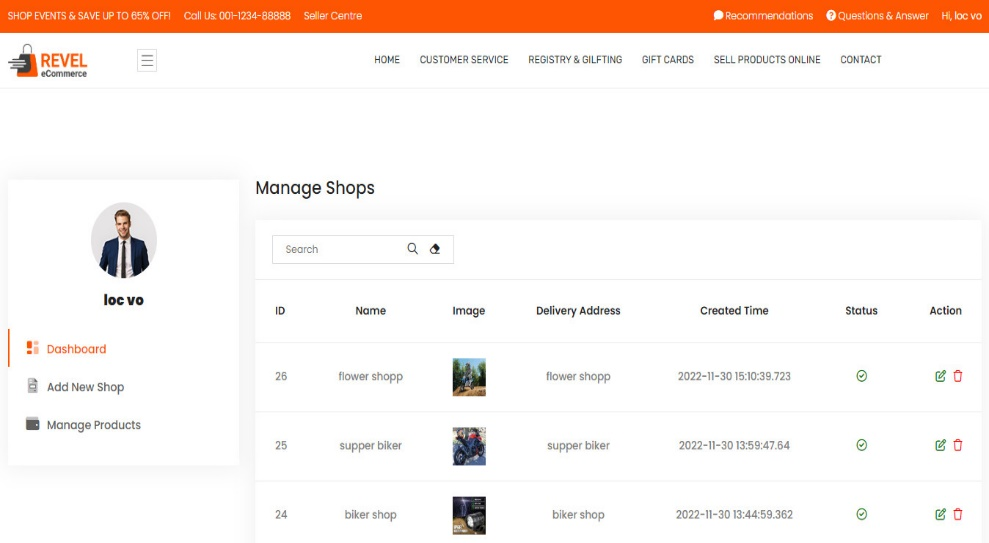 SHOP EVENTS & SAVE UP TO 65% OFF! Call Us: 001-1234-88888 Seller Centre Recommendations Questions & Answer Hi, loc vo
REVEL
eCommerce
HOME CUSTOMER SERVICE REGISTRY & GILFTING GIFT CARDS SELL PRODUCTS ONLINE CONTACT
Manage Shops
loc vo
Dashboard
Add New Shop
Manage Products
Search
ID Name Image Delivery Address Created Time Status Action
26 flower shopp flower shopp 2022-11-30 15:10:39.723
25 supper biker supper biker 2022-11-30 13:59:47.64
24 biker shop biker shop 2022-11-30 13:44:59.362